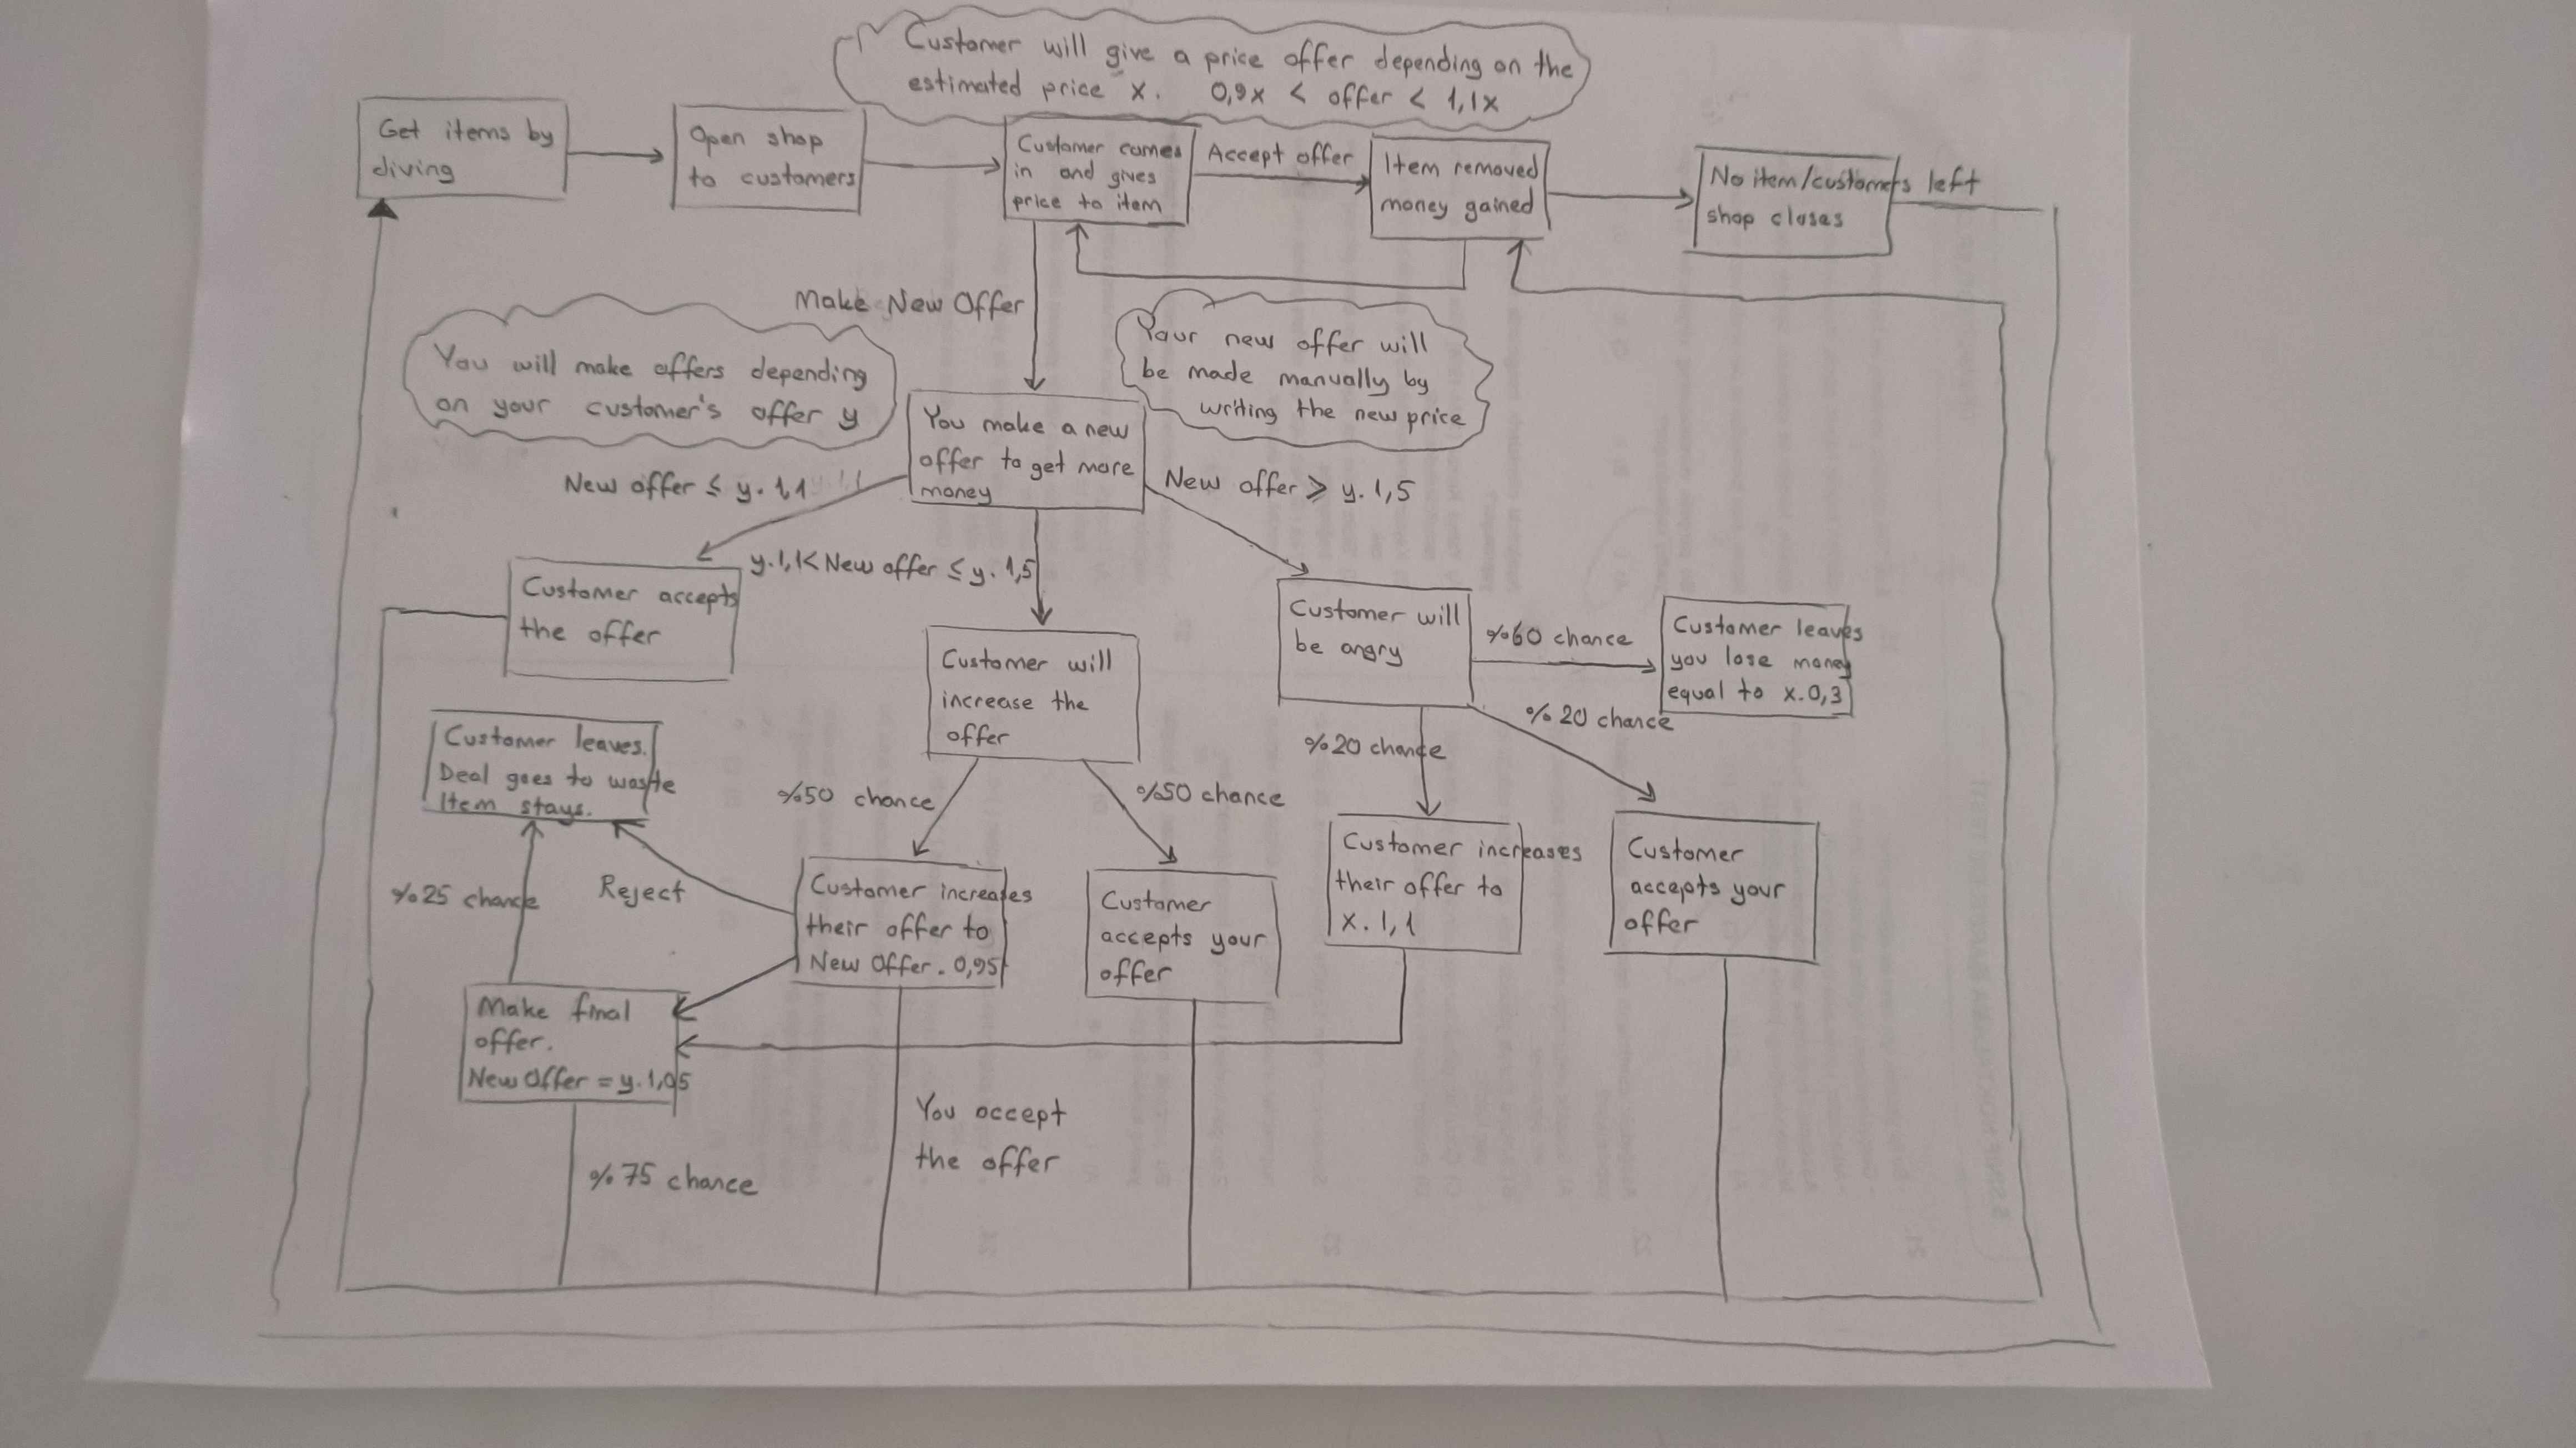 Customer will give a price offer depending on the
estimated price x. 0,9x < offer < 1,1x
Get items by
diving
Open shop
to customers
Customer comes
in and gives
price to item
Accept offer
Item removed
money gained
No item/customers left
shop closes
Make New Offer
You will make offers depending
on your customer's offer y
Your new offer will
be made manually by
writing the new price
You make a new
offer to get more
money
New offer ≤ y. 1,1
y.1,1< New offer ≤ y. 1,5
New offer ⩾ y. 1,5
Customer accepts
the offer
Customer will
increase the
offer
Customer will
be angry
%60 chance
Customer leaves
you lose money
equal to x.0,3
%20 chance
%20 chance
Customer leaves.
Deal goes to waste
Item stays.
%50 chance
%50 chance
%25 chance
Reject
Customer increases
their offer to
New Offer. 0,95
Customer
accepts your
offer
Customer increases
their offer to
x. 1,1
Customer
accepts your
offer
Make final
offer.
New Offer = y.1,05
You accept
the offer
%75 chance